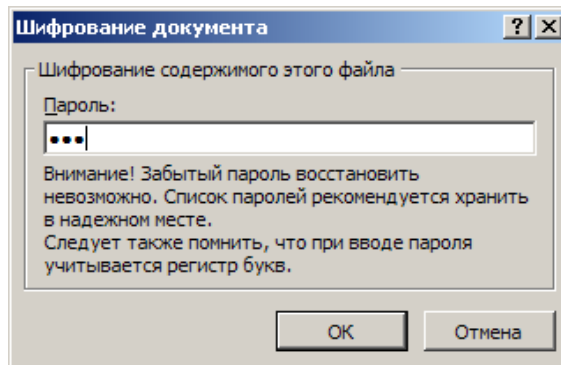 Шифрование документа
Шифрование содержимого этого файла
Пароль:
•••
Внимание! Забытый пароль восстановить
невозможно. Список паролей рекомендуется хранить
в надежном месте.
Следует также помнить, что при вводе пароля
учитывается регистр букв.
ОК Отмена